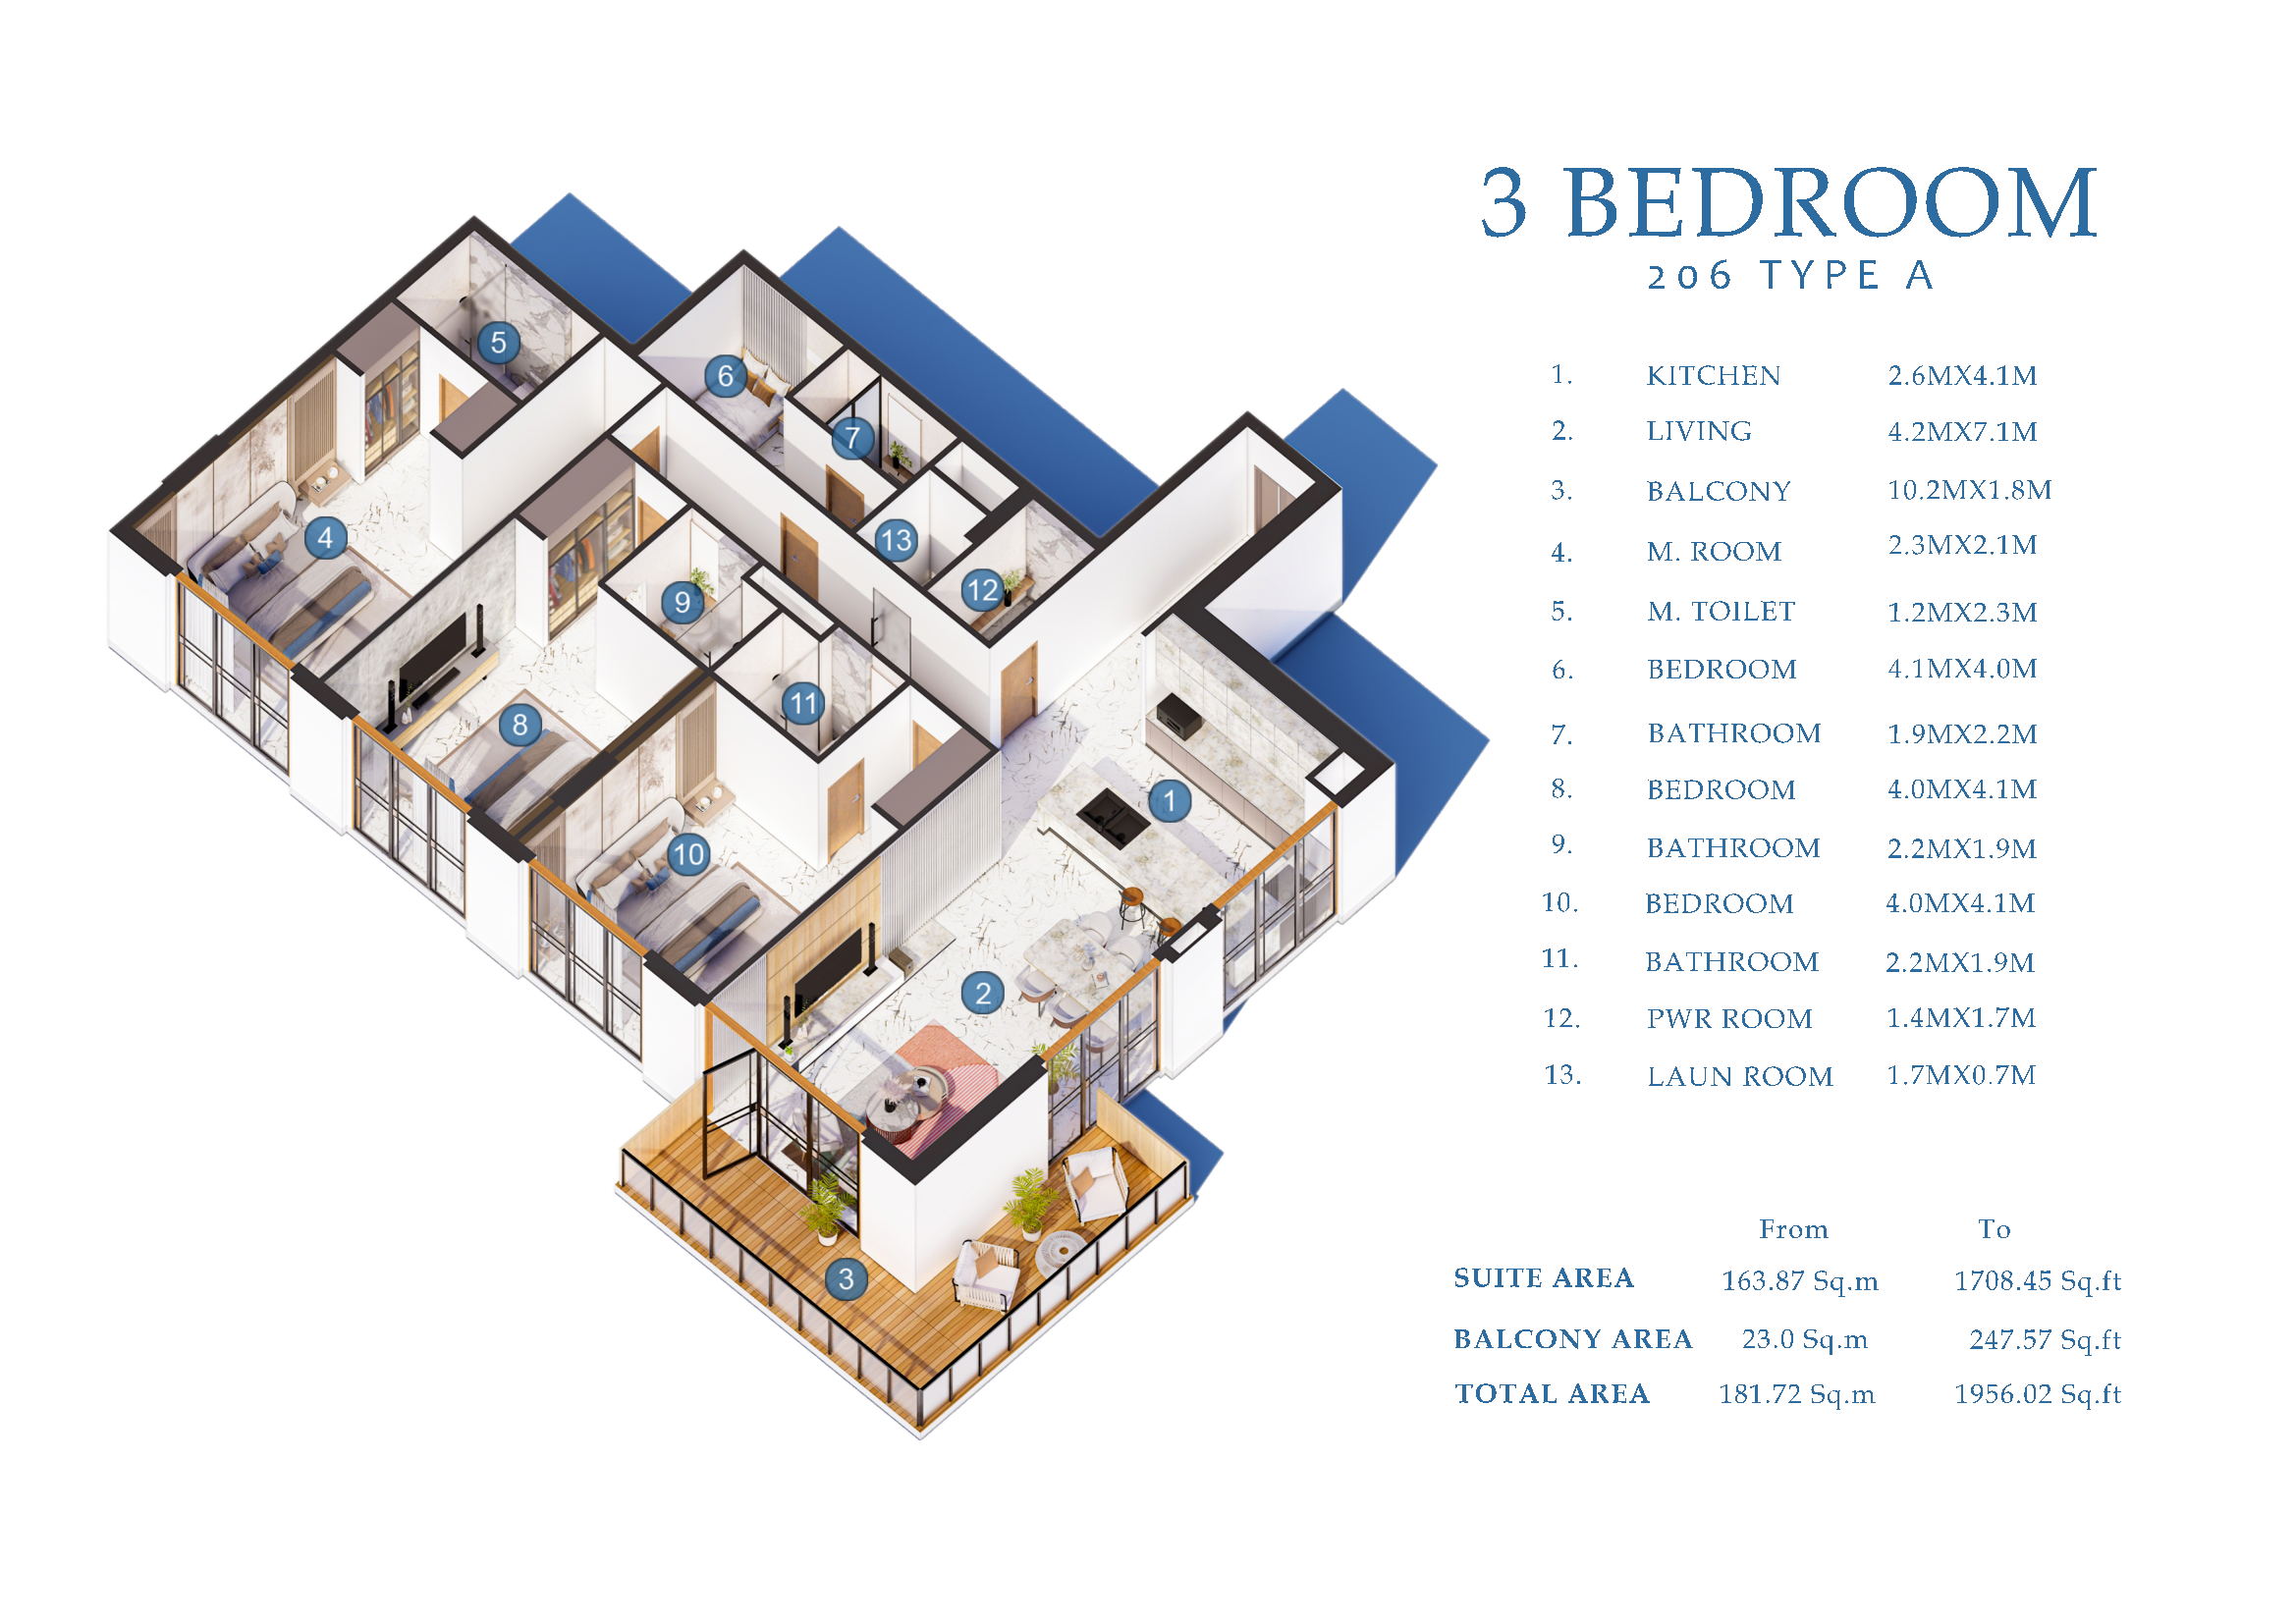 3 BEDROOM
206 TYPE A
1. KITCHEN 2.6MX4.1M
2. LIVING 4.2MX7.1M
3. BALCONY 10.2MX1.8M
4. M. ROOM 2.3MX2.1M
5. M. TOILET 1.2MX2.3M
6. BEDROOM 4.1MX4.0M
7. BATHROOM 1.9MX2.2M
8. BEDROOM 4.0MX4.1M
9. BATHROOM 2.2MX1.9M
10. BEDROOM 4.0MX4.1M
11. BATHROOM 2.2MX1.9M
12. PWR ROOM 1.4MX1.7M
13. LAUN ROOM 1.7MX0.7M
From To
SUITE AREA 163.87 Sq.m 1708.45 Sq.ft
BALCONY AREA 23.0 Sq.m 247.57 Sq.ft
TOTAL AREA 181.72 Sq.m 1956.02 Sq.ft
5
6
7
4
13
12
9
11
8
1
10
2
3